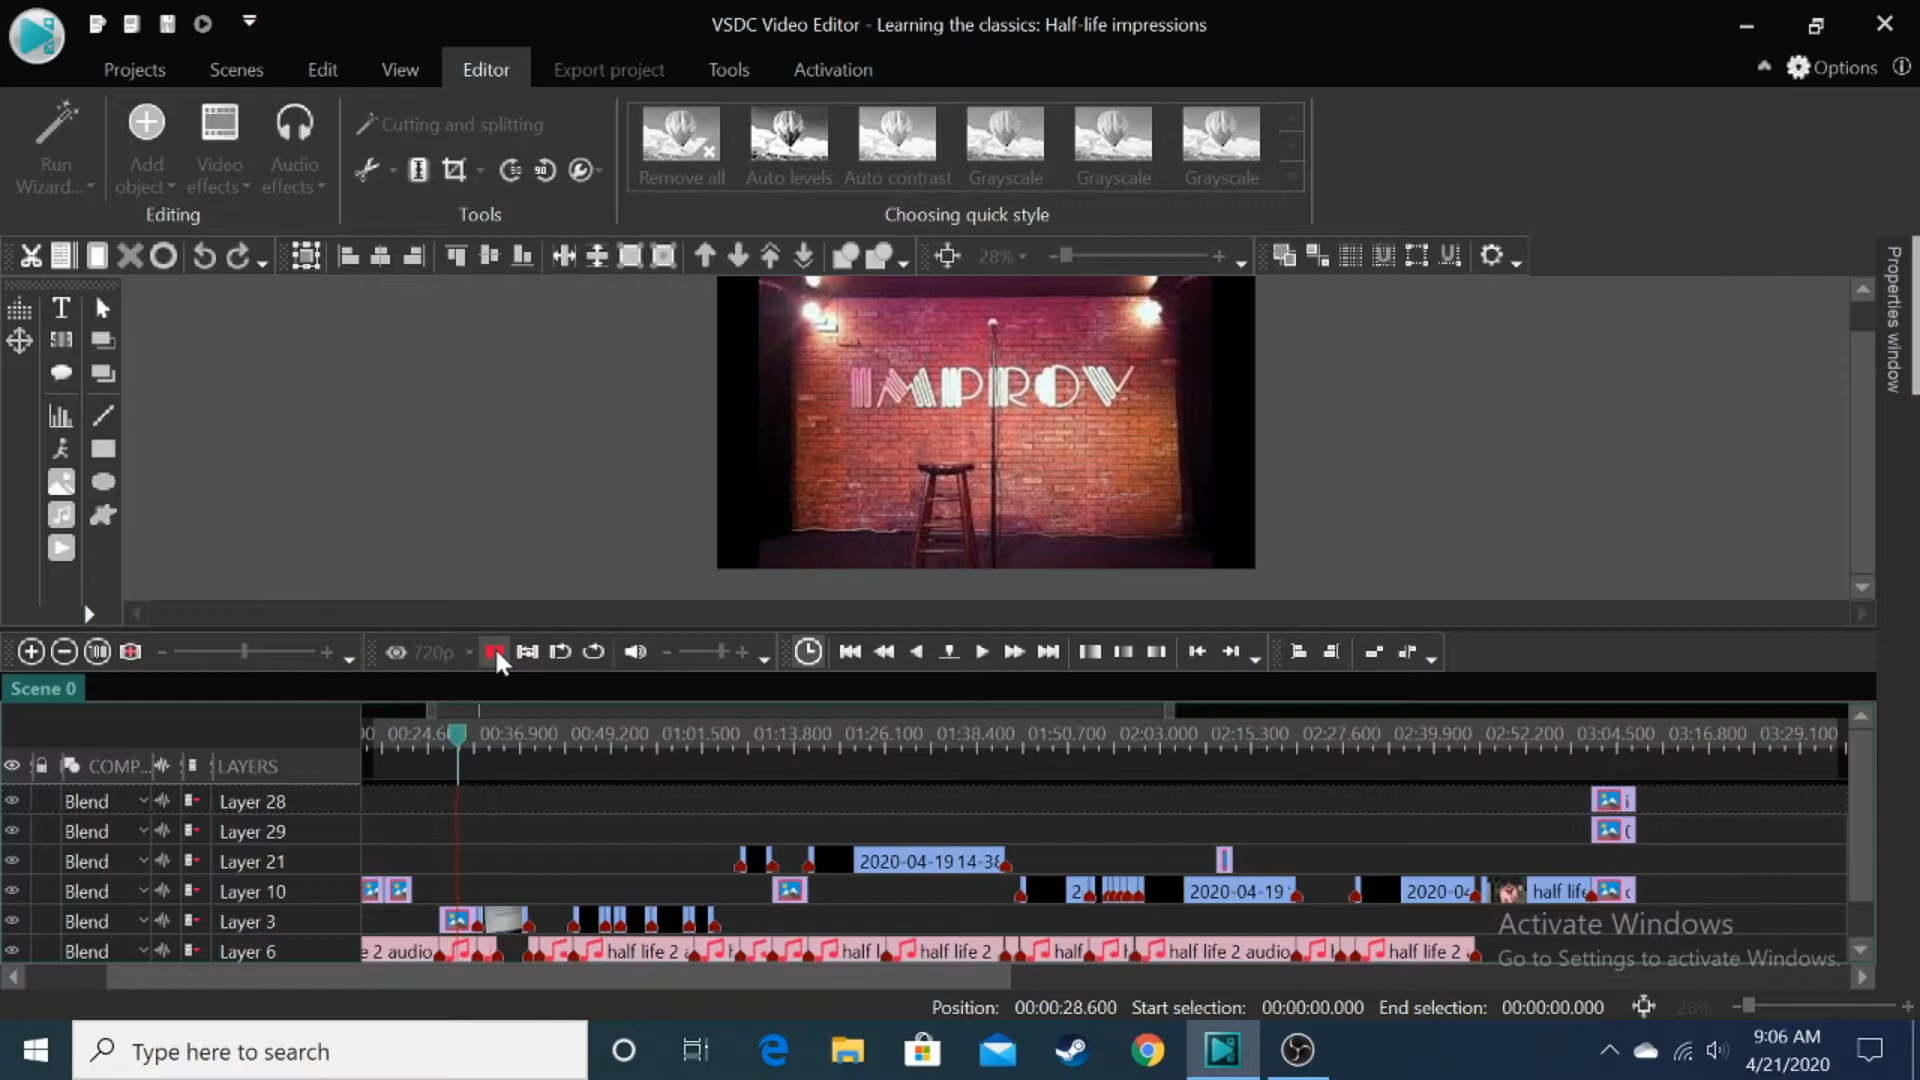 VSDC Video Editor - Learning the classics: Half-life impressions
Projects
Scenes
Edit
View
Editor
Export project
Tools
Activation
Options
Run Wizard...
Add object
Video effects
Audio effects
Editing
Cutting and splitting
Tools
Remove all
Auto levels
Auto contrast
Grayscale
Grayscale
Grayscale
Choosing quick style
28%
Properties window
T
IMPROV
720p
Scene 0
00:24.6
00:36.900
00:49.200
01:01.500
01:13.800
01:26.100
01:38.400
01:50.700
02:03.000
02:15.300
02:27.600
02:39.900
02:52.200
03:04.500
03:16.800
03:29.100
COMP...
LAYERS
Blend
Layer 28
Blend
Layer 29
Blend
Layer 21
2020-04-19 14-38
Blend
Layer 10
2020-04-19
2020-04
half life
Blend
Layer 3
Blend
Layer 6
e 2 audio
half life 2 a
half l
half life 2
half
half life 2 audio
half life 2
Activate Windows
Go to Settings to activate Windows.
Position: 00:00:28.600 Start selection: 00:00:00.000 End selection: 00:00:00.000
28%
Type here to search
9:06 AM
4/21/2020